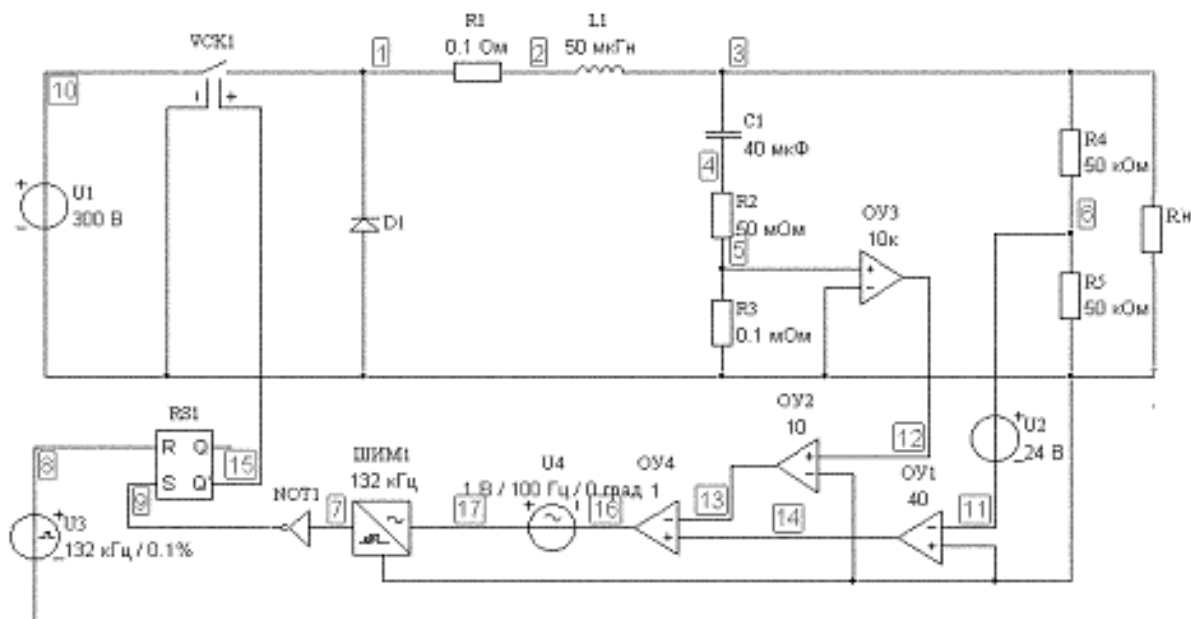 R1
0.1 Ом
L1
50 мкГн
VCK1
1
2
3
10
U1
300 В
D1
C1
40 мкФ
4
R2
50 мОм
5
R3
0.1 мОм
ОУ3
10к
R4
50 кОм
6
R5
50 кОм
Rн
RS1
R Q
S Q
15
8
9
U3
132 кГц / 0.1%
NOT1
7
ШИМ1
132 кГц
17
U4
1 В / 100 Гц / 0 град
16
ОУ4
1
13
ОУ2
10
12
14
ОУ1
40
11
U2
24 В